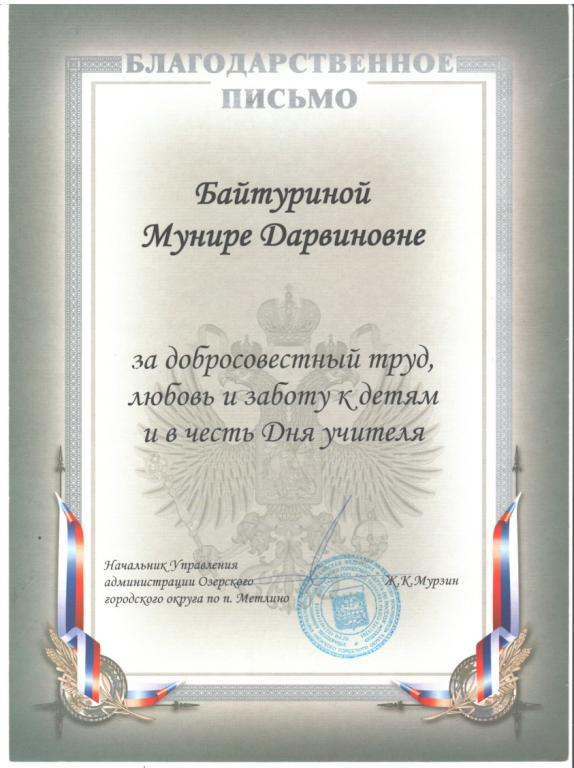 БЛАГОДАРСТВЕННОЕ
ПИСЬМО
Байтуриной
Мунире Дарвиновне
за добросовестный труд,
любовь и заботу к детям
и в честь Дня учителя
Начальник Управления
администрации Озерского
городского округа по п. Метлино
Ж.К.Мурзин